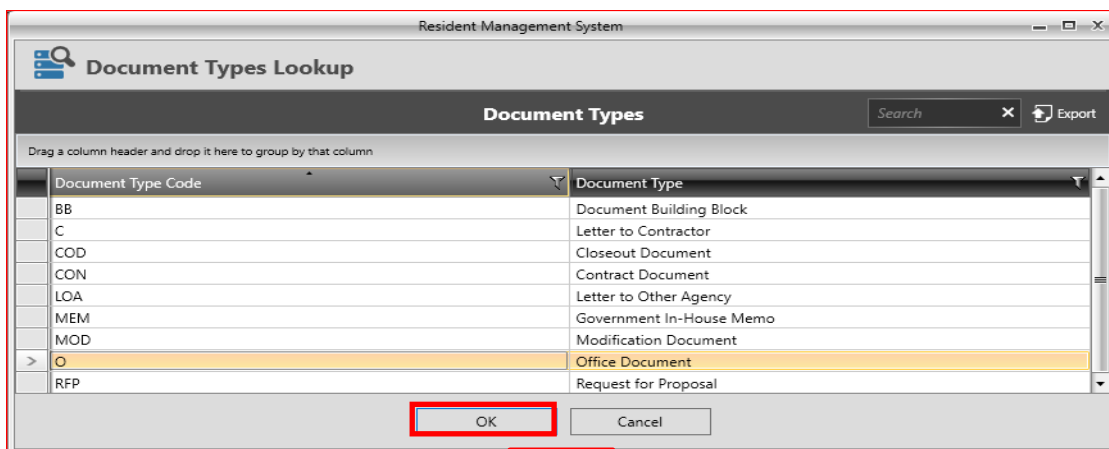 Resident Management System
Document Types Lookup
Document Types Search Export
Drag a column header and drop it here to group by that column
Document Type Code Document Type
BB Document Building Block
C Letter to Contractor
COD Closeout Document
CON Contract Document
LOA Letter to Other Agency
MEM Government In-House Memo
MOD Modification Document
O Office Document
RFP Request for Proposal
OK Cancel